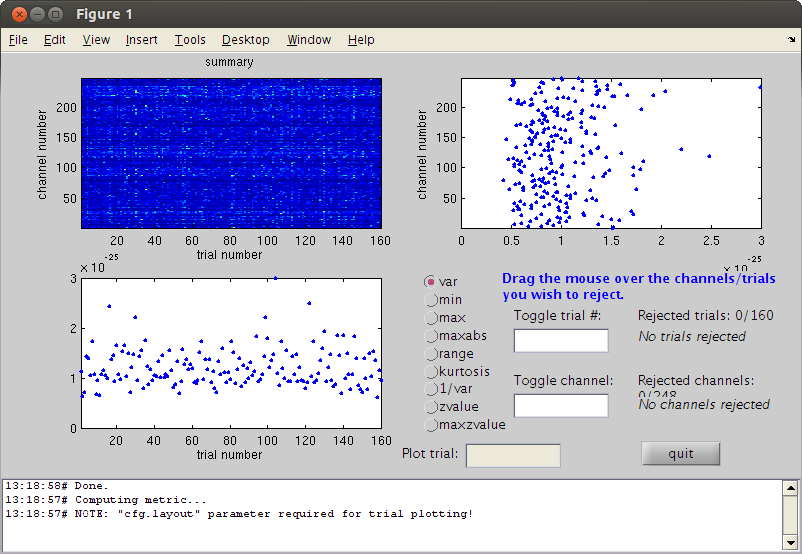 Figure 1
File Edit View Insert Tools Desktop Window Help
summary
channel number
200
150
100
50
20 40 60 80 100 120 140 160
trial number
channel number
200
150
100
50
0 0.5 1 1.5 2 2.5 3
x 10 -25
x 10 -25
3
2
1
0
20 40 60 80 100 120 140 160
trial number
var
min
max
maxabs
range
kurtosis
1/var
zvalue
maxzvalue
Drag the mouse over the channels/trials
you wish to reject.
Toggle trial #:
Rejected trials: 0/160
No trials rejected
Toggle channel:
Rejected channels:
0/248
No channels rejected
Plot trial:
quit
13:18:58# Done.
13:18:57# Computing metric...
13:18:57# NOTE: "cfg.layout" parameter required for trial plotting!